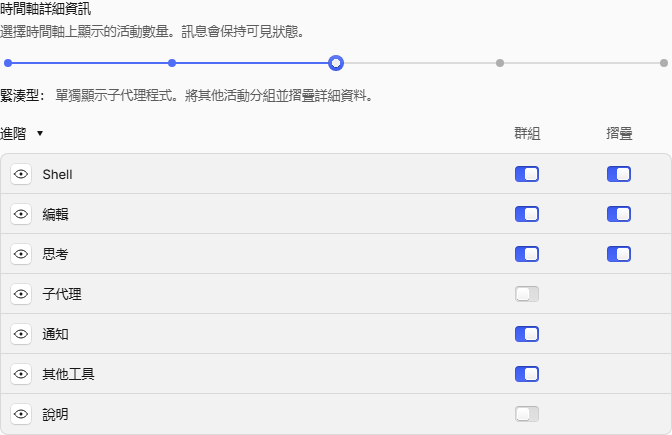 時間軸詳細資訊
選擇時間軸上顯示的活動數量。訊息會保持可見狀態。
緊湊型： 單獨顯示子代理程式。將其他活動分組並摺疊詳細資料。
進階 ▼ 群組 摺疊
Shell
編輯
思考
子代理
通知
其他工具
說明